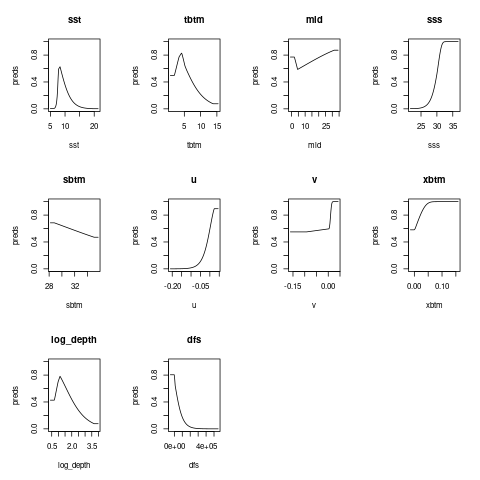 sst tbtm mld sss
preds 0.0 0.4 0.8 preds 0.0 0.4 0.8 preds 0.0 0.4 0.8 preds 0.0 0.4 0.8
5 10 20 5 10 15 0 10 25 25 30 35
sst tbtm mld sss
sbtm u v xbtm
preds 0.0 0.4 0.8 preds 0.0 0.4 0.8 preds 0.0 0.4 0.8 preds 0.0 0.4 0.8
28 32 -0.20 -0.05 -0.15 0.00 0.00 0.10
sbtm u v xbtm
log_depth dfs
preds 0.0 0.4 0.8 preds 0.0 0.4 0.8
0.5 2.0 3.5 0e+00 4e+05
log_depth dfs